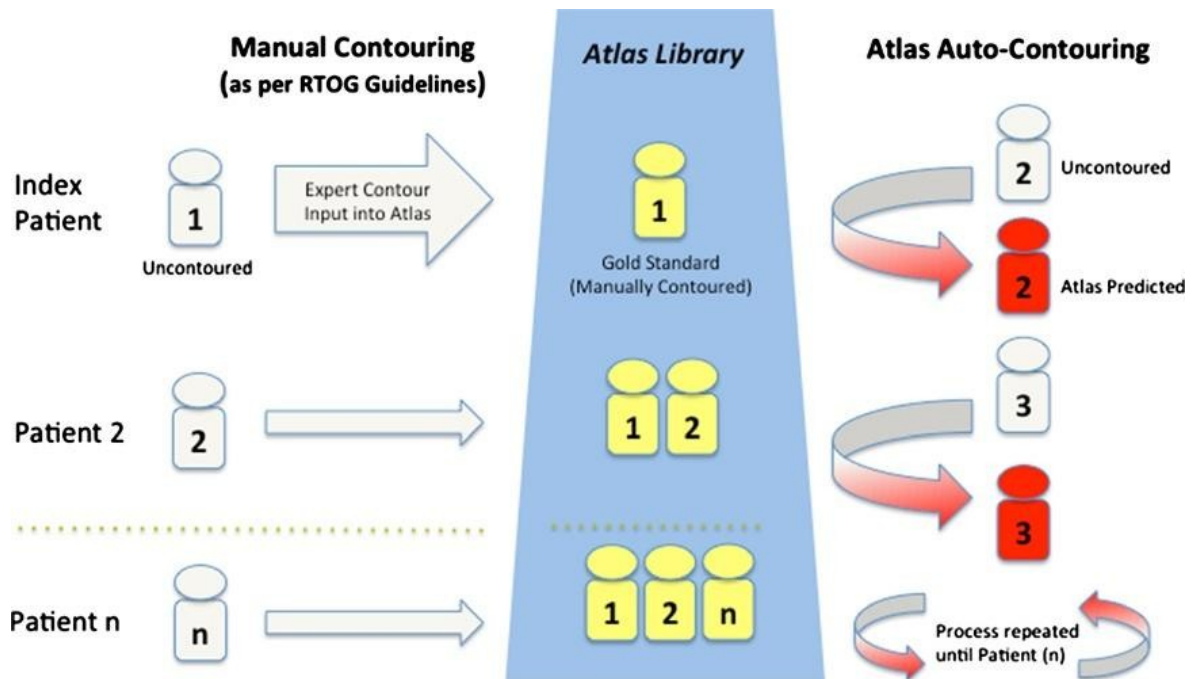 Manual Contouring
(as per RTOG Guidelines)
Atlas Library
Atlas Auto-Contouring
Index
Patient
1
Uncontoured
Expert Contour
Input into Atlas
1
Gold Standard
(Manually Contoured)
2
Uncontoured
2
Atlas Predicted
Patient 2
2
1 2
3
3
Patient n
n
1 2 n
Process repeated
until Patient (n)